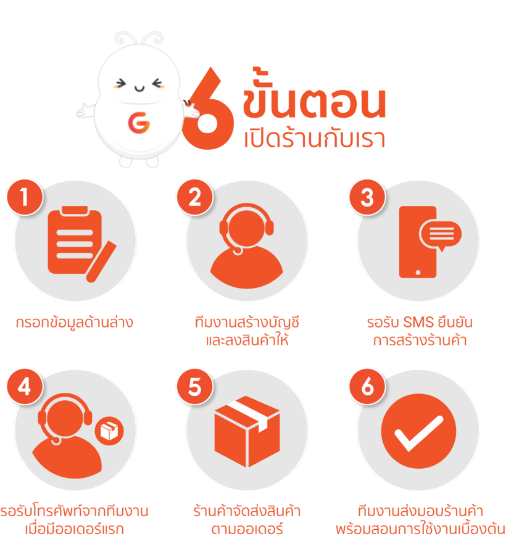 G
6 ขั้นตอน
เปิดร้านกับเรา
1
กรอกข้อมูลด้านล่าง
2
ทีมงานสร้างบัญชี
และลงสินค้าให้
3
รอรับ SMS ยืนยัน
การสร้างร้านค้า
4
รอรับโทรศัพท์จากทีมงาน
เมื่อมีออเดอร์แรก
5
ร้านค้าจัดส่งสินค้า
ตามออเดอร์
6
ทีมงานส่งมอบร้านค้า
พร้อมสอนการใช้งานเบื้องต้น